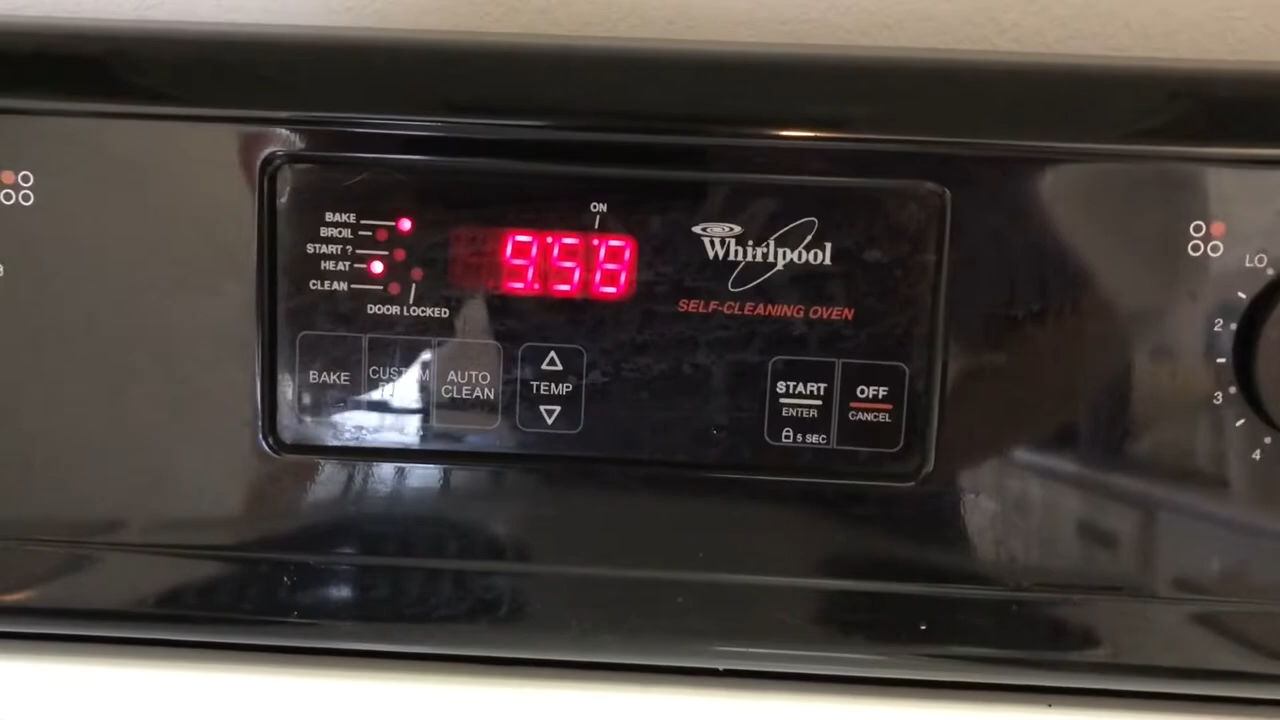 ON
BAKE
BROIL
START ?
HEAT
CLEAN
DOOR LOCKED
Whirlpool
SELF-CLEANING OVEN
LO
2
3
4
BAKE
AUTO
CLEAN
TEMP
START
ENTER
5 SEC
OFF
CANCEL